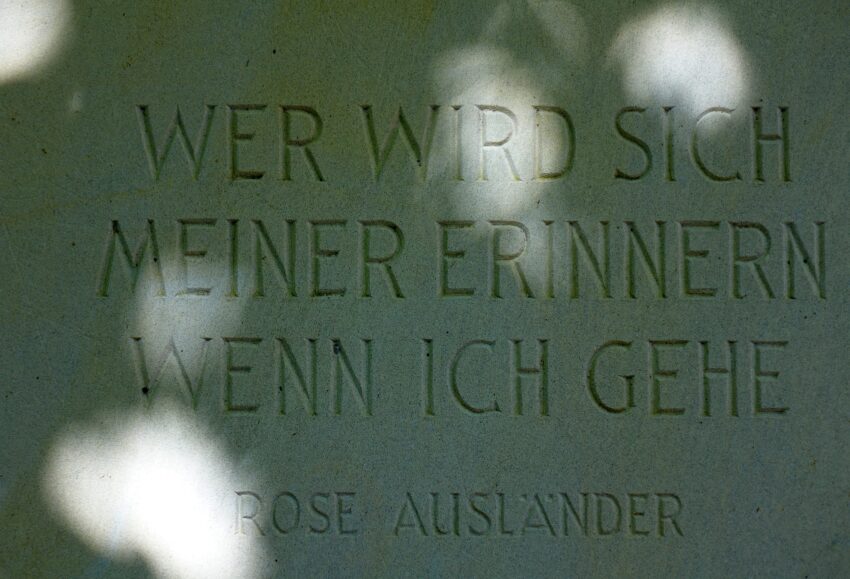 WER WIRD SICH
MEINER ERINNERN
WENN ICH GEHE
ROSE AUSLÄNDER